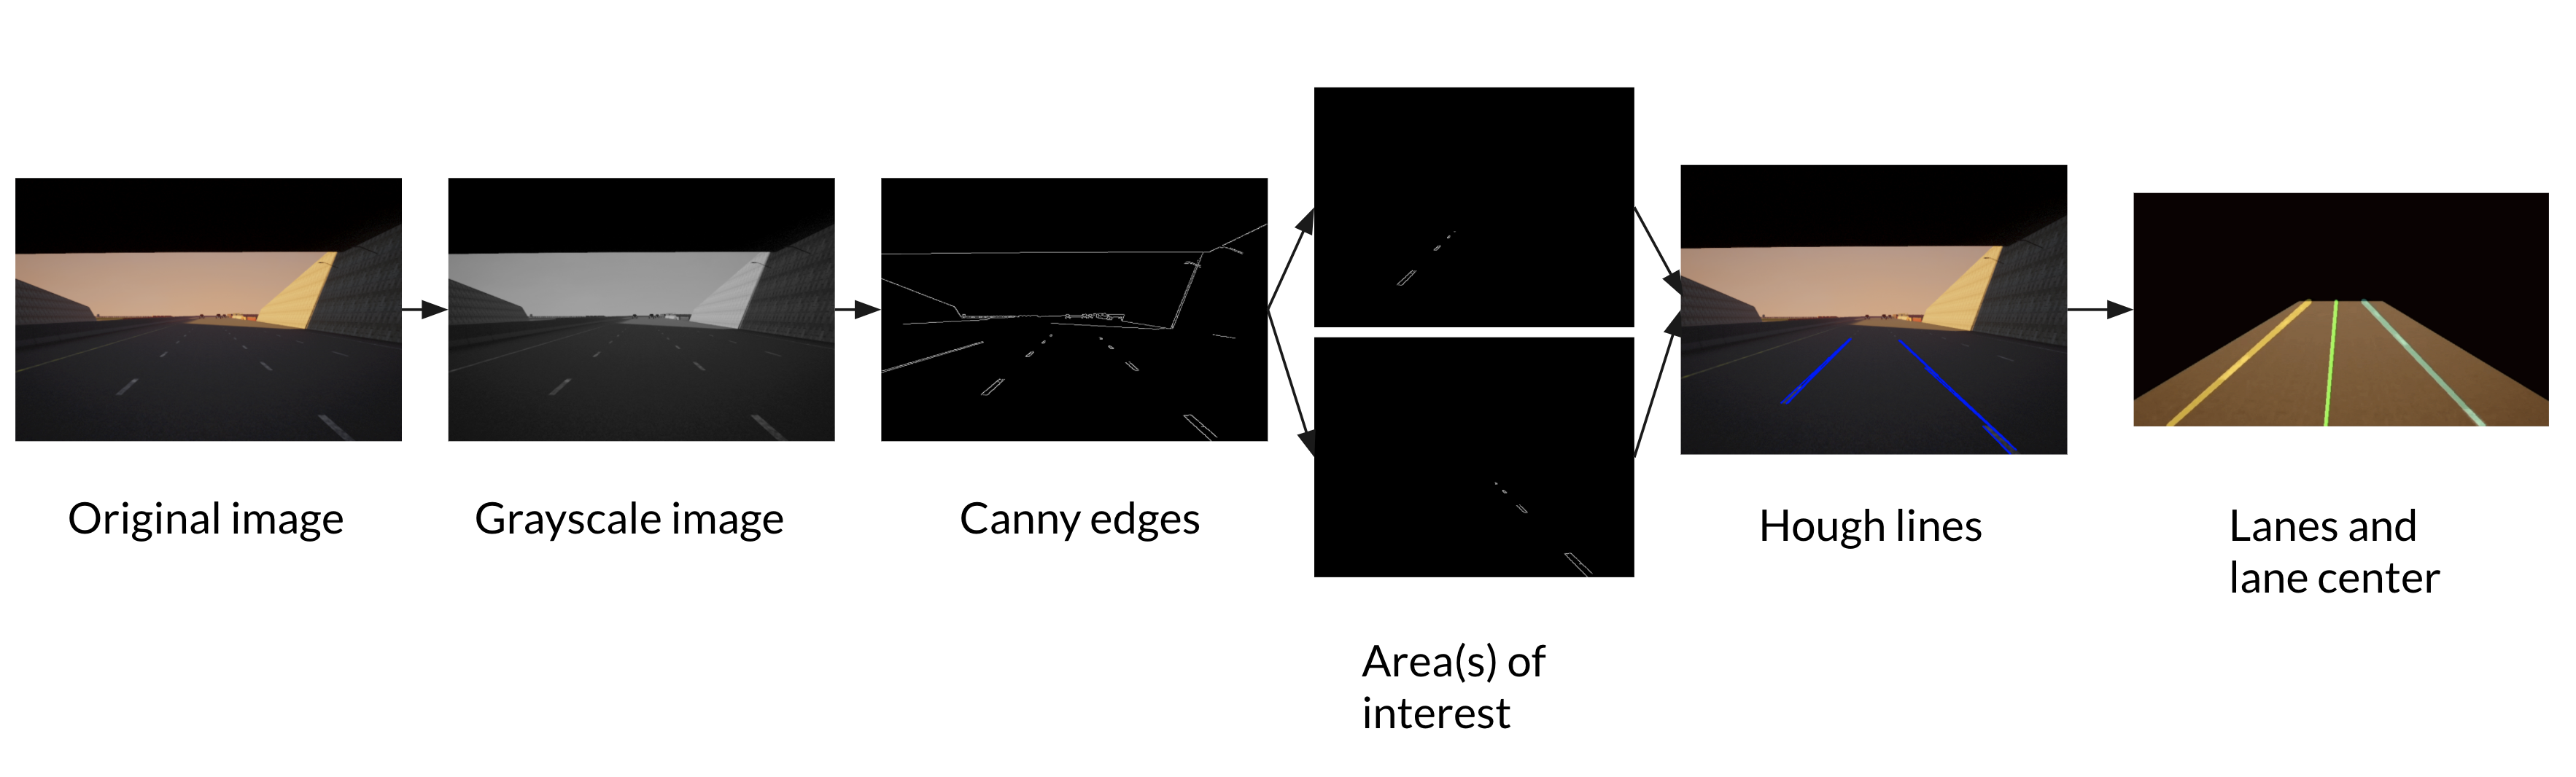 Original image
Grayscale image
Canny edges
Area(s) of
interest
Hough lines
Lanes and
lane center